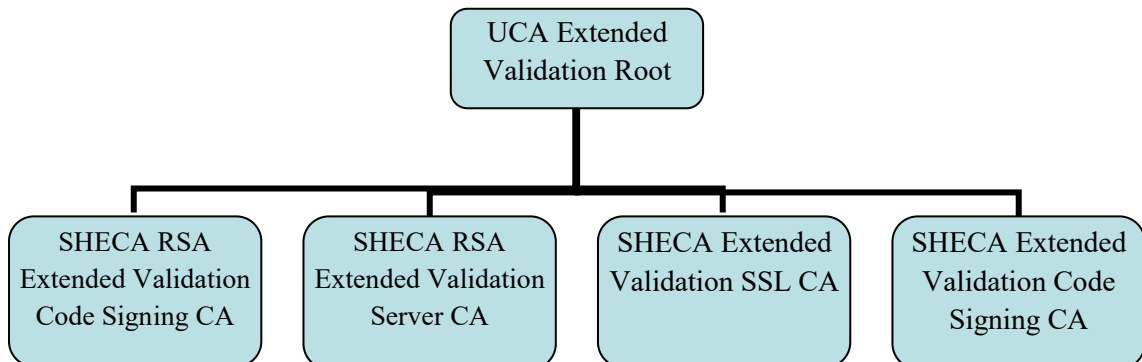 UCA Extended
Validation Root
SHECA RSA
Extended Validation
Code Signing CA
SHECA RSA
Extended Validation
Server CA
SHECA Extended
Validation SSL CA
SHECA Extended
Validation Code
Signing CA